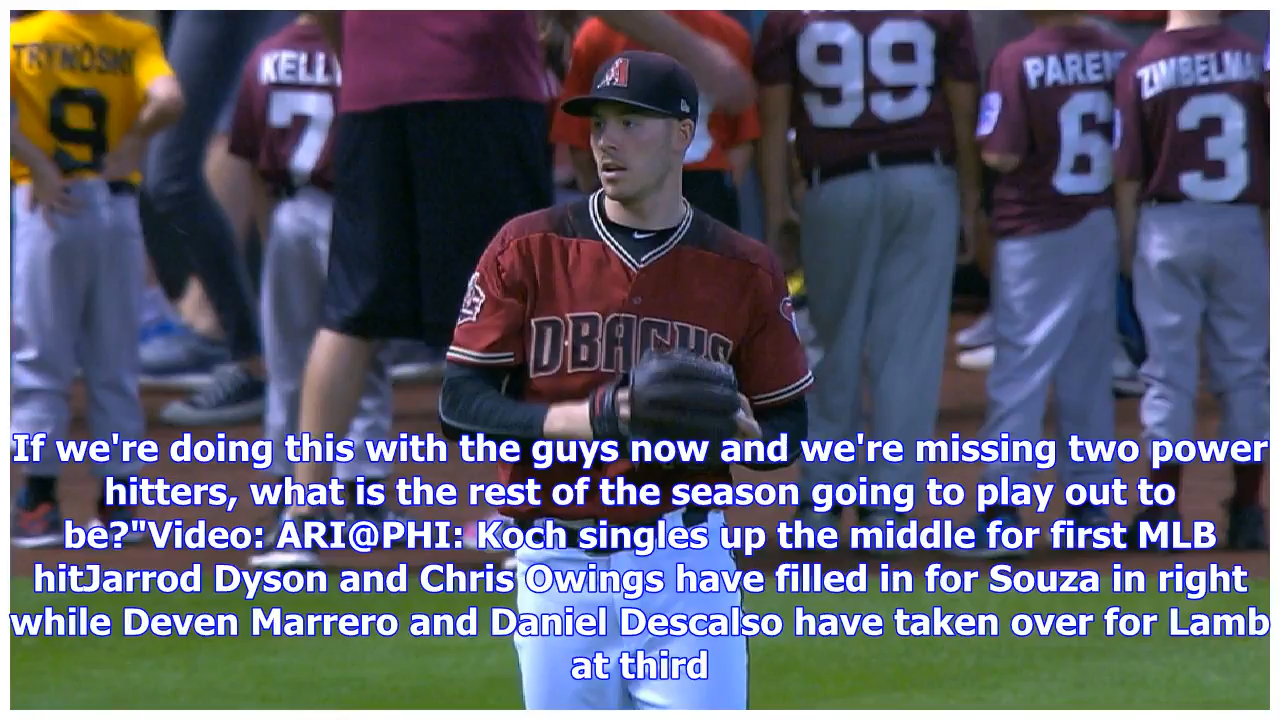 TRYNOSKY
9
KELLY
7
99
PAREN
6
ZIMBELMA
3
A
DBACKS
If we're doing this with the guys now and we're missing two power
hitters, what is the rest of the season going to play out to
be?"Video: ARI@PHI: Koch singles up the middle for first MLB
hitJarrod Dyson and Chris Owings have filled in for Souza in right
while Deven Marrero and Daniel Descalso have taken over for Lamb
at third